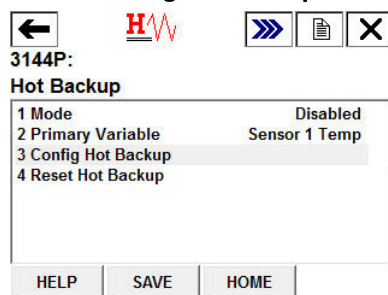 H
3144P:
Hot Backup
1 Mode Disabled
2 Primary Variable Sensor 1 Temp
3 Config Hot Backup
4 Reset Hot Backup
HELP SAVE HOME